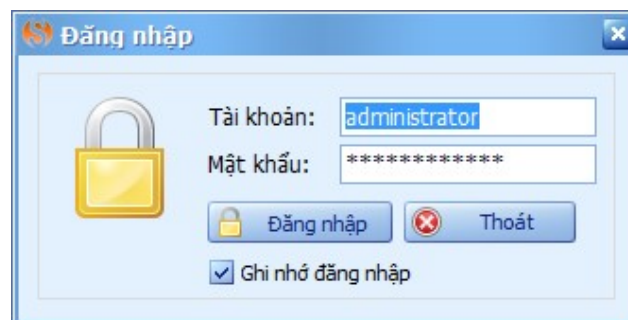 Đăng nhập
Tài khoản: administrator
Mật khẩu: ************
Đăng nhập Thoát
Ghi nhớ đăng nhập